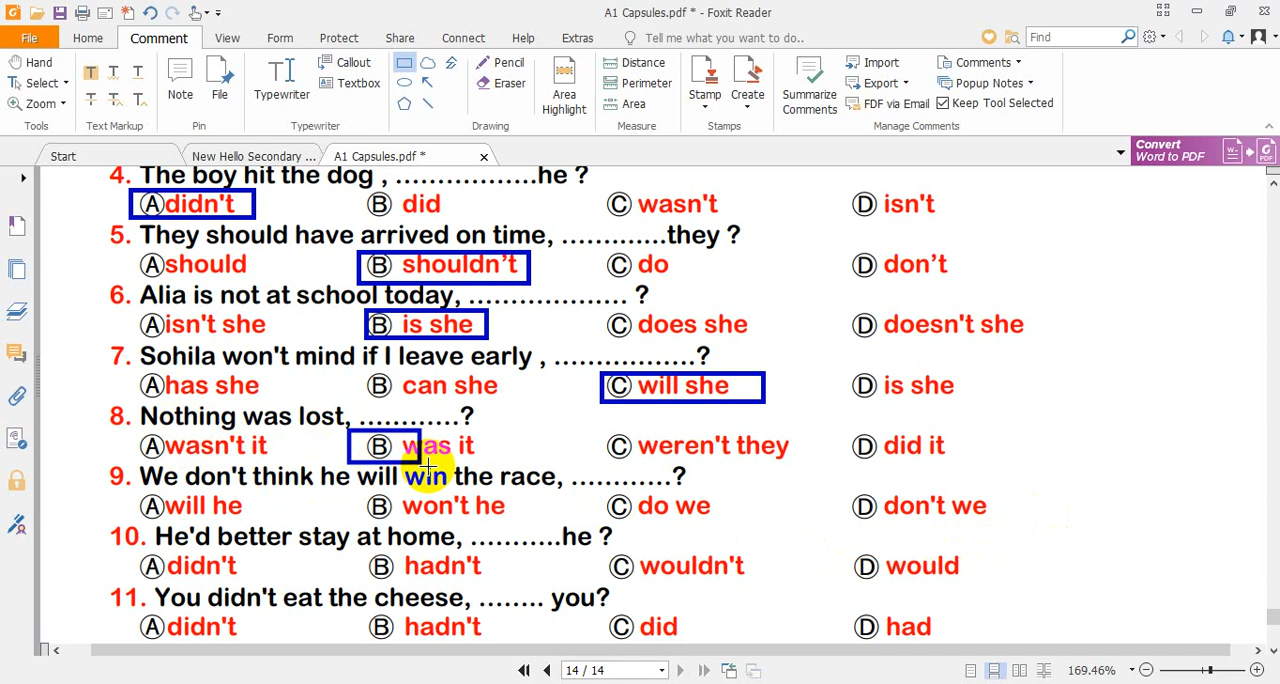 A1 Capsules.pdf * - Foxit Reader
File Home Comment View Form Protect Share Connect Help Extras Tell me what you want to do.. Find
Hand
Select
Zoom
Tools
T T T
T T T
Text Markup
Note File
Pin
Typewriter
Callout
Textbox
Typewriter
Pencil
Eraser
Drawing
Area Highlight
Distance
Perimeter
Area
Measure
Stamp Create
Stamps
Summarize Comments
Import
Export
FDF via Email
Comments
Popup Notes
Keep Tool Selected
Manage Comments
Start New Hello Secondary ... A1 Capsules.pdf *
Convert
Word to PDF
4. The boy hit the dog , .................he ?
Ⓐdidn't Ⓑ did Ⓒ wasn't Ⓓ isn't
5. They should have arrived on time, .............they ?
Ⓐshould Ⓑ shouldn't Ⓒ do Ⓓ don't
6. Alia is not at school today, .................... ?
Ⓐisn't she Ⓑ is she Ⓒ does she Ⓓ doesn't she
7. Sohila won't mind if I leave early , .................?
Ⓐhas she Ⓑ can she Ⓒ will she Ⓓ is she
8. Nothing was lost, ............?
Ⓐwasn't it Ⓑ was it Ⓒ weren't they Ⓓ did it
9. We don't think he will win the race, ............?
Ⓐwill he Ⓑ won't he Ⓒ do we Ⓓ don't we
10. He'd better stay at home, ...........he ?
Ⓐdidn't Ⓑ hadn't Ⓒ wouldn't Ⓓ would
11. You didn't eat the cheese, ........ you?
Ⓐdidn't Ⓑ hadn't Ⓒ did Ⓓ had
14 / 14
169.46%